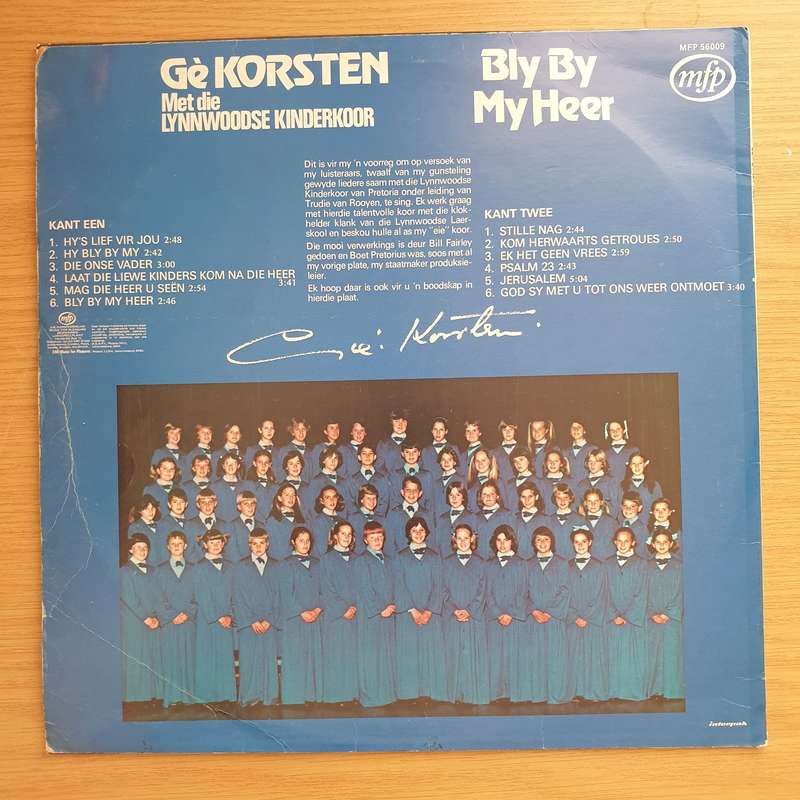 Gè KORSTEN
Met die
LYNNWOODSE KINDERKOOR
Bly By
My Heer
MFP 56009
mfp
Dit is vir my 'n voorreg om op versoek van
my luisteraars, twaalf van my gunsteling
gewyde liedere saam met die Lynnwoodse
Kinderkoor van Pretoria onder leiding van
Trudie van Rooyen, te sing. Ek werk graag
met hierdie talentvolle koor met die klok-
helder klank van die Lynnwoodse Laer-
skool en beskou hulle al as my "eie" koor.
Die mooi verwerkings is deur Bill Fairley
gedoen en Boet Pretorius was, soos met al
my vorige plate, my staatmaker produksie-
leier.
Ek hoop daar is ook vir u 'n boodskap in
hierdie plaat.
KANT EEN
1. HY'S LIEF VIR JOU 2:48
2. HY BLY BY MY 2:42
3. DIE ONSE VADER 3:00
4. LAAT DIE LIEWE KINDERS KOM NA DIE HEER
3:41
5. MAG DIE HEER U SEËN 2:54
6. BLY BY MY HEER 2:46
KANT TWEE
1. STILLE NAG 2:44
2. KOM HERWAARTS GETROUES 2:50
3. EK HET GEEN VREES 2:59
4. PSALM 23 2:43
5. JERUSALEM 5:04
6. GOD SY MET U TOT ONS WEER ONTMOET 3:40
mfp
Gè Korsten
interpak